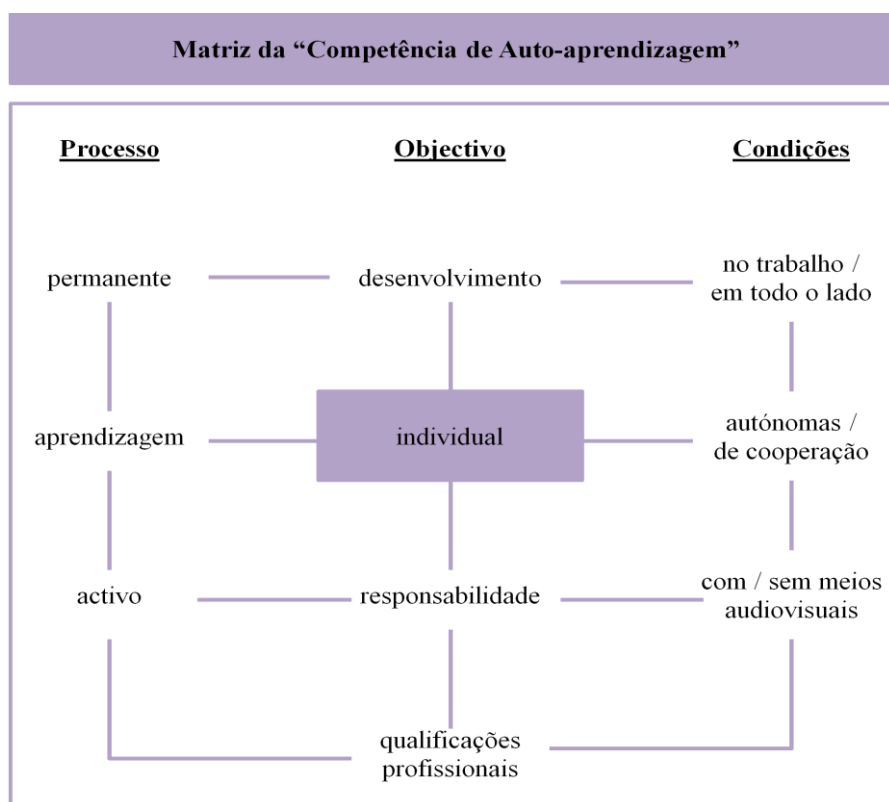 Matriz da “Competência de Auto-aprendizagem”
Processo
Objectivo
Condições
permanente
desenvolvimento
no trabalho /
em todo o lado
aprendizagem
individual
autónomas /
de cooperação
activo
responsabilidade
com / sem meios
audiovisuais
qualificações
profissionais